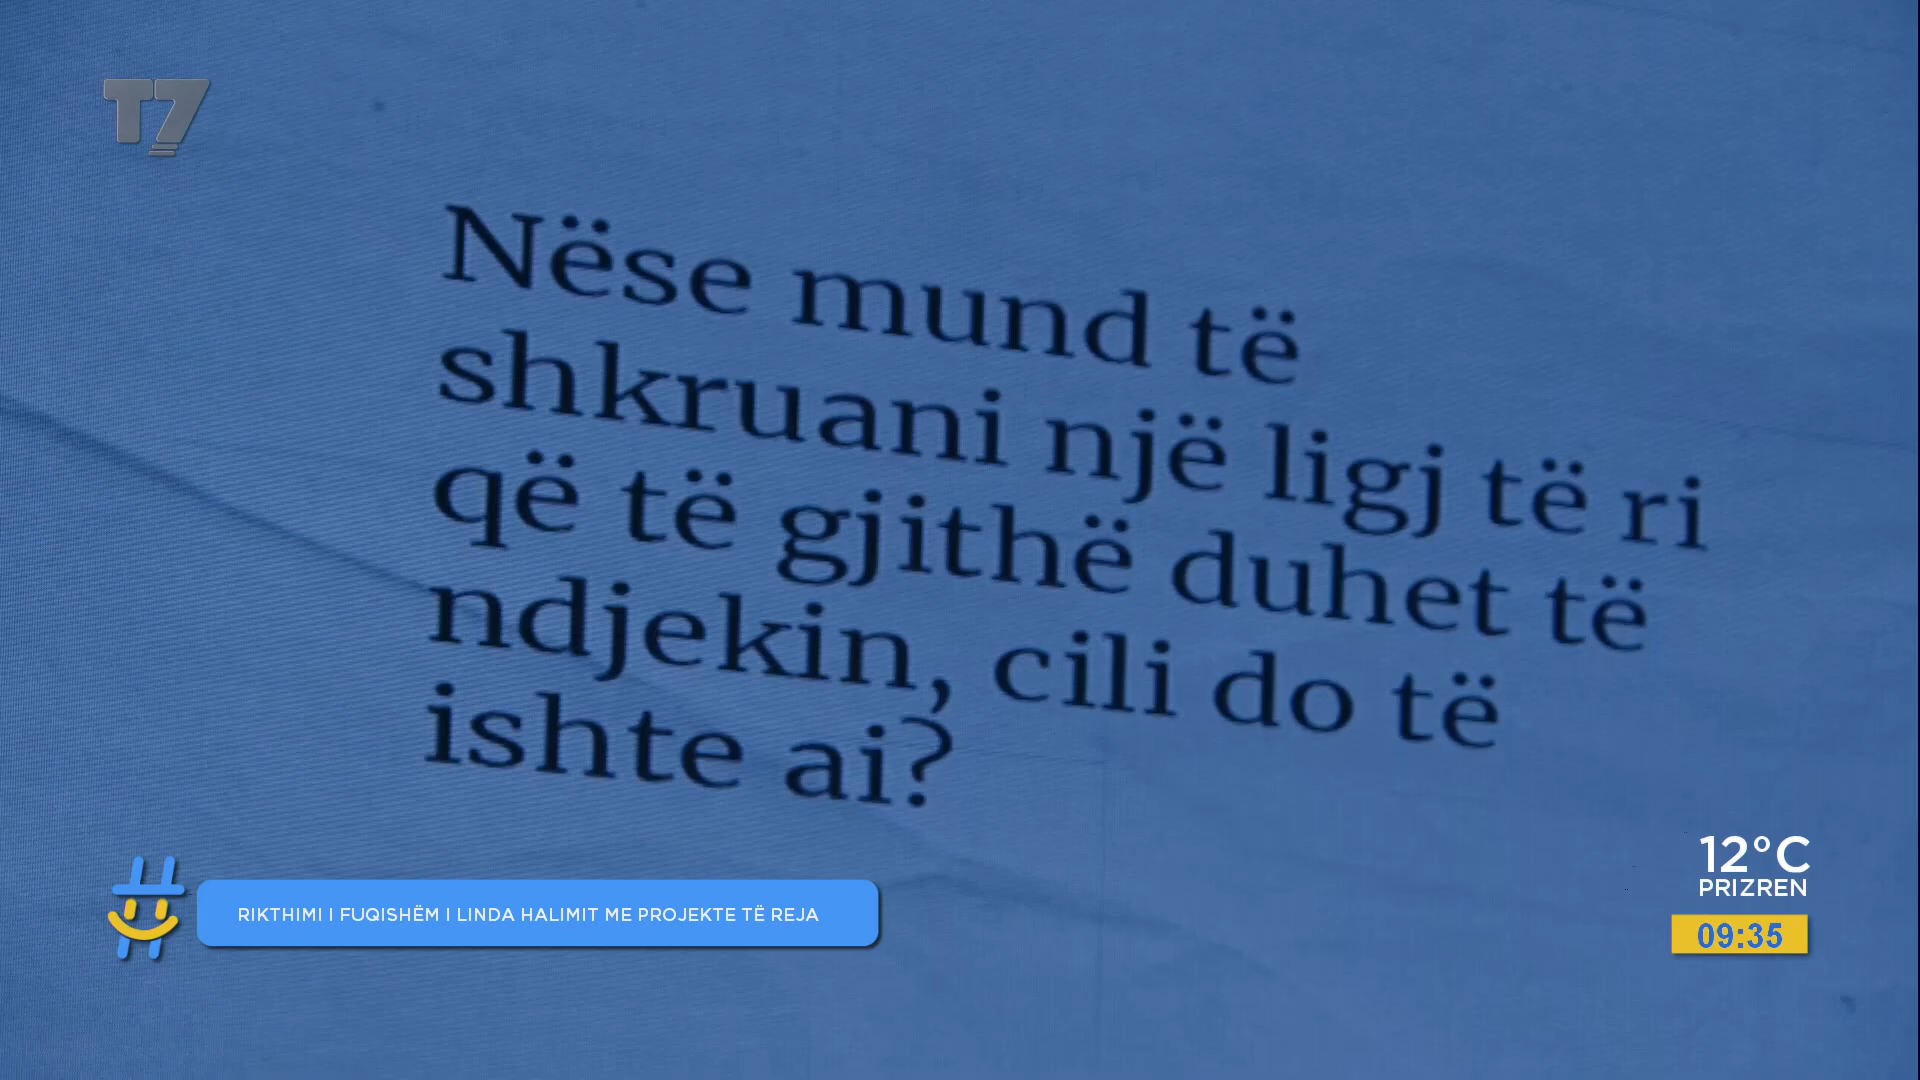 T7
Nëse mund të
shkruani një ligj të ri
që të gjithë duhet të
ndjekin, cili do të
ishte ai?
12°C
PRIZREN
09:35
RIKTHIMI I FUQISHËM I LINDA HALIMIT ME PROJEKTE TË REJA